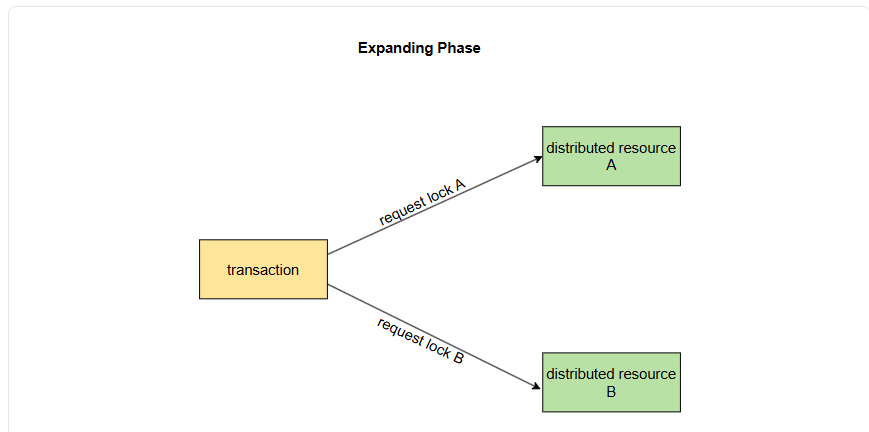 Expanding Phase
distributed resource
A
request lock A
transaction
request lock B
distributed resource
B